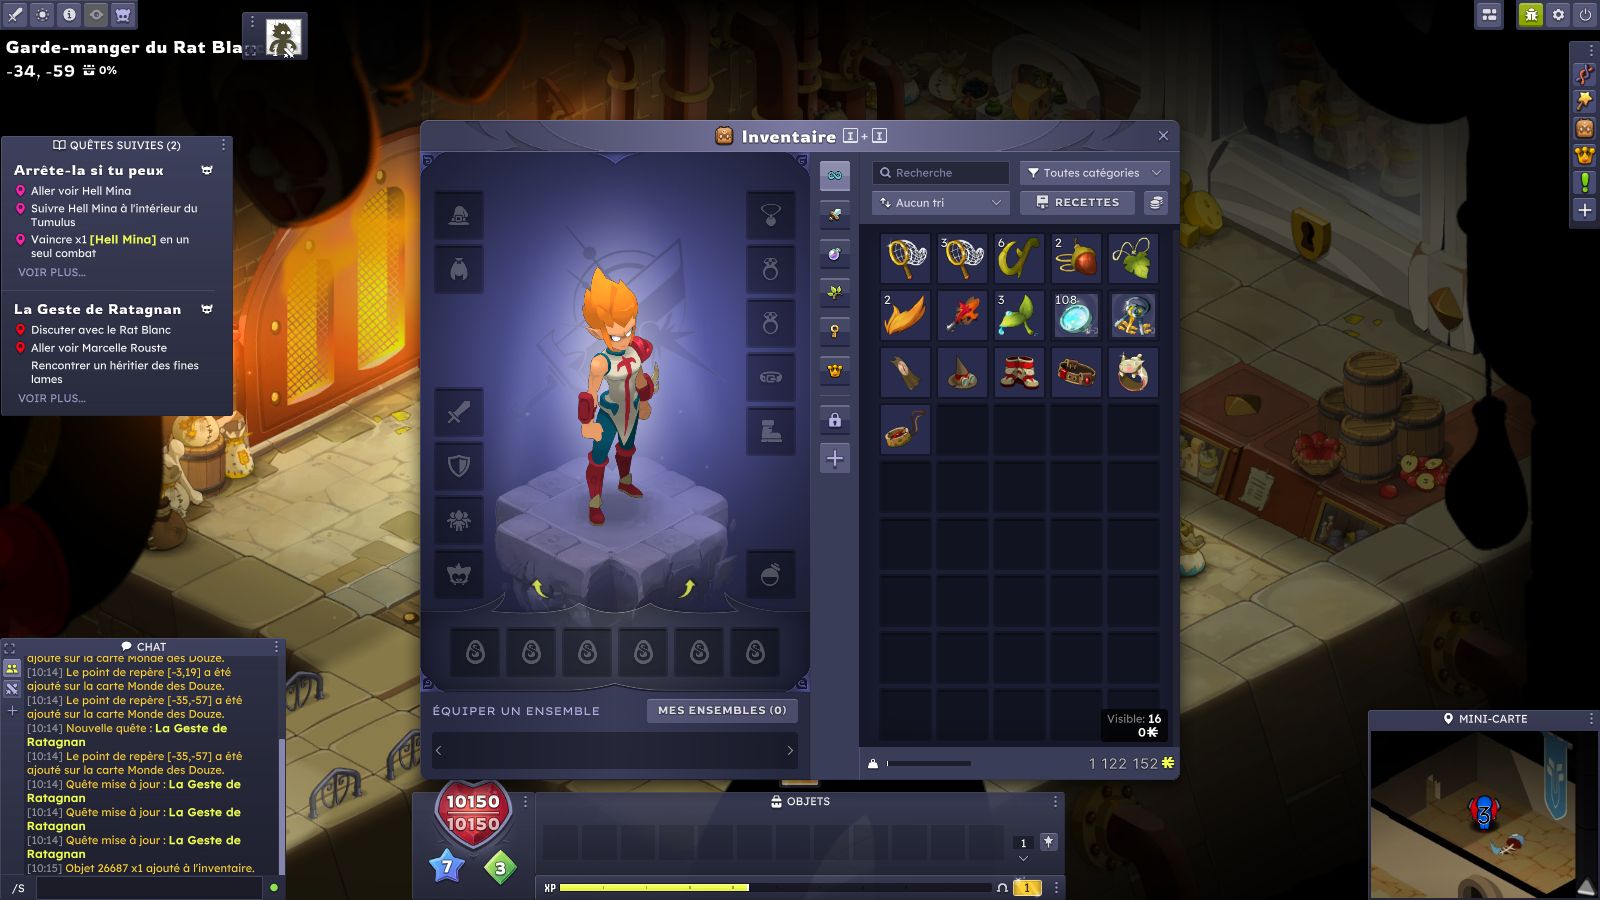 Garde-manger du Rat Bla
-34, -59 0%
QUÊTES SUIVIES (2)
Arrête-la si tu peux
Aller voir Hell Mina
Suivre Hell Mina à l'intérieur du
Tumulus
Vaincre x1 [Hell Mina] en un
seul combat
VOIR PLUS...
La Geste de Ratagnan
Discuter avec le Rat Blanc
Aller voir Marcelle Rouste
Rencontrer un héritier des fines
lames
VOIR PLUS...
CHAT
ajouté sur la carte Monde des Douze.
[10:14] Le point de repère [-3,19] a été
ajouté sur la carte Monde des Douze.
[10:14] Le point de repère [-35,-57] a été
ajouté sur la carte Monde des Douze.
[10:14] Nouvelle quête : La Geste de
Ratagnan
[10:14] Le point de repère [-35,-57] a été
ajouté sur la carte Monde des Douze.
[10:14] Quête mise à jour : La Geste de
Ratagnan
[10:14] Quête mise à jour : La Geste de
Ratagnan
[10:14] Quête mise à jour : La Geste de
Ratagnan
[10:15] Objet 26687 x1 ajouté à l'inventaire.
/S
Inventaire I + I
Recherche
Toutes catégories
Aucun tri
RECETTES
3
6
2
2
3
108
Visible: 16
0
1 122 152
ÉQUIPER UN ENSEMBLE
MES ENSEMBLES (0)
10150
10150
7
3
OBJETS
1
XP
1
MINI-CARTE
3